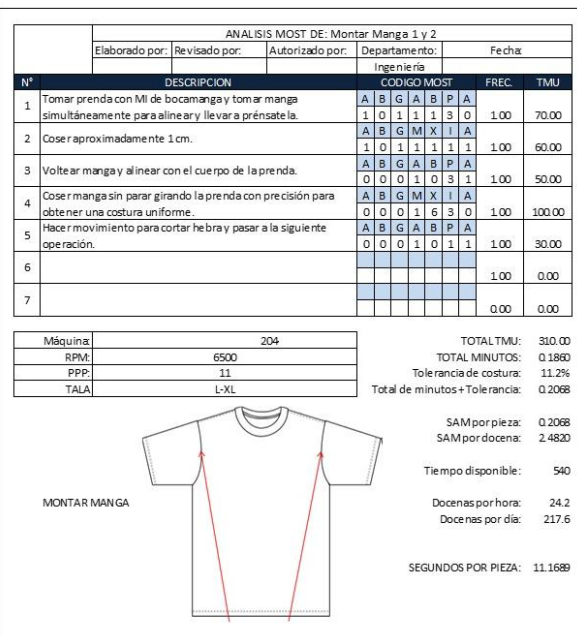 ANALISIS MOST DE: Montar Manga 1 y 2
Elaborado por: Revisado por: Autorizado por: Departamento: Fecha:
Ingeniería
N° DESCRIPCION CODIGO MOST FREC. TMU
1 Tomar prenda con MI de bocamanga y tomar manga simultáneamente para alinear y llevar a prénsatela.
A B G A B P A
1 0 1 1 1 3 0 1.00 70.00
2 Coser aproximadamente 1 cm.
A B G M X I A
1 0 1 1 1 1 1 1.00 60.00
3 Voltear manga y alinear con el cuerpo de la prenda.
A B G A B P A
0 0 0 1 0 3 1 1.00 50.00
4 Coser manga sin parar girando la prenda con precisión para obtener una costura uniforme.
A B G M X I A
0 0 0 1 6 3 0 1.00 100.00
5 Hacer movimiento para cortar hebra y pasar a la siguiente operación.
A B G A B P A
0 0 0 1 0 1 1 1.00 30.00
6 1.00 0.00
7 0.00 0.00
Máquina: 204
RPM: 6500
PPP: 11
TALA L-XL
TOTAL TMU: 310.00
TOTAL MINUTOS: 0.1860
Tolerancia de costura: 11.2%
Total de minutos + Tolerancia: 0.2068
SAM por pieza: 0.2068
SAM por docena: 2.4820
Tiempo disponible: 540
MONTAR MANGA
Docenas por hora: 24.2
Docenas por día: 217.6
SEGUNDOS POR PIEZA: 11.1689